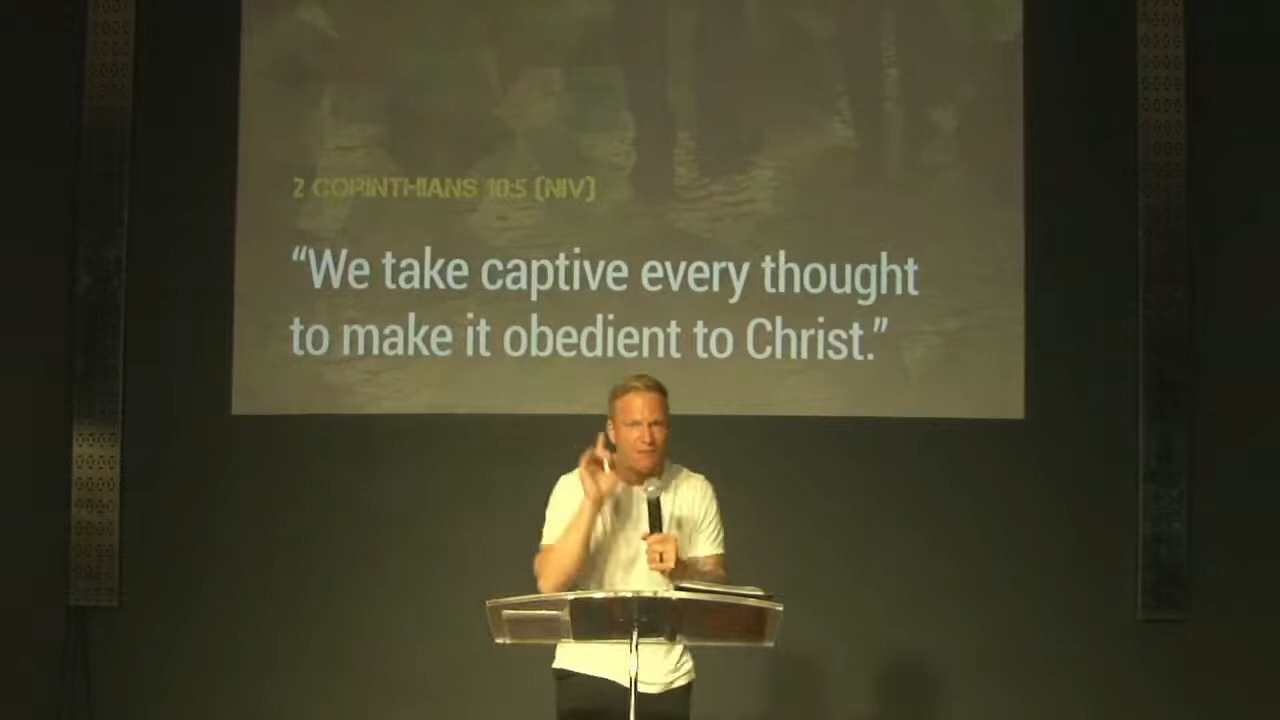 2 CORINTHIANS 10:5 (NIV)
“We take captive every thought
to make it obedient to Christ.”